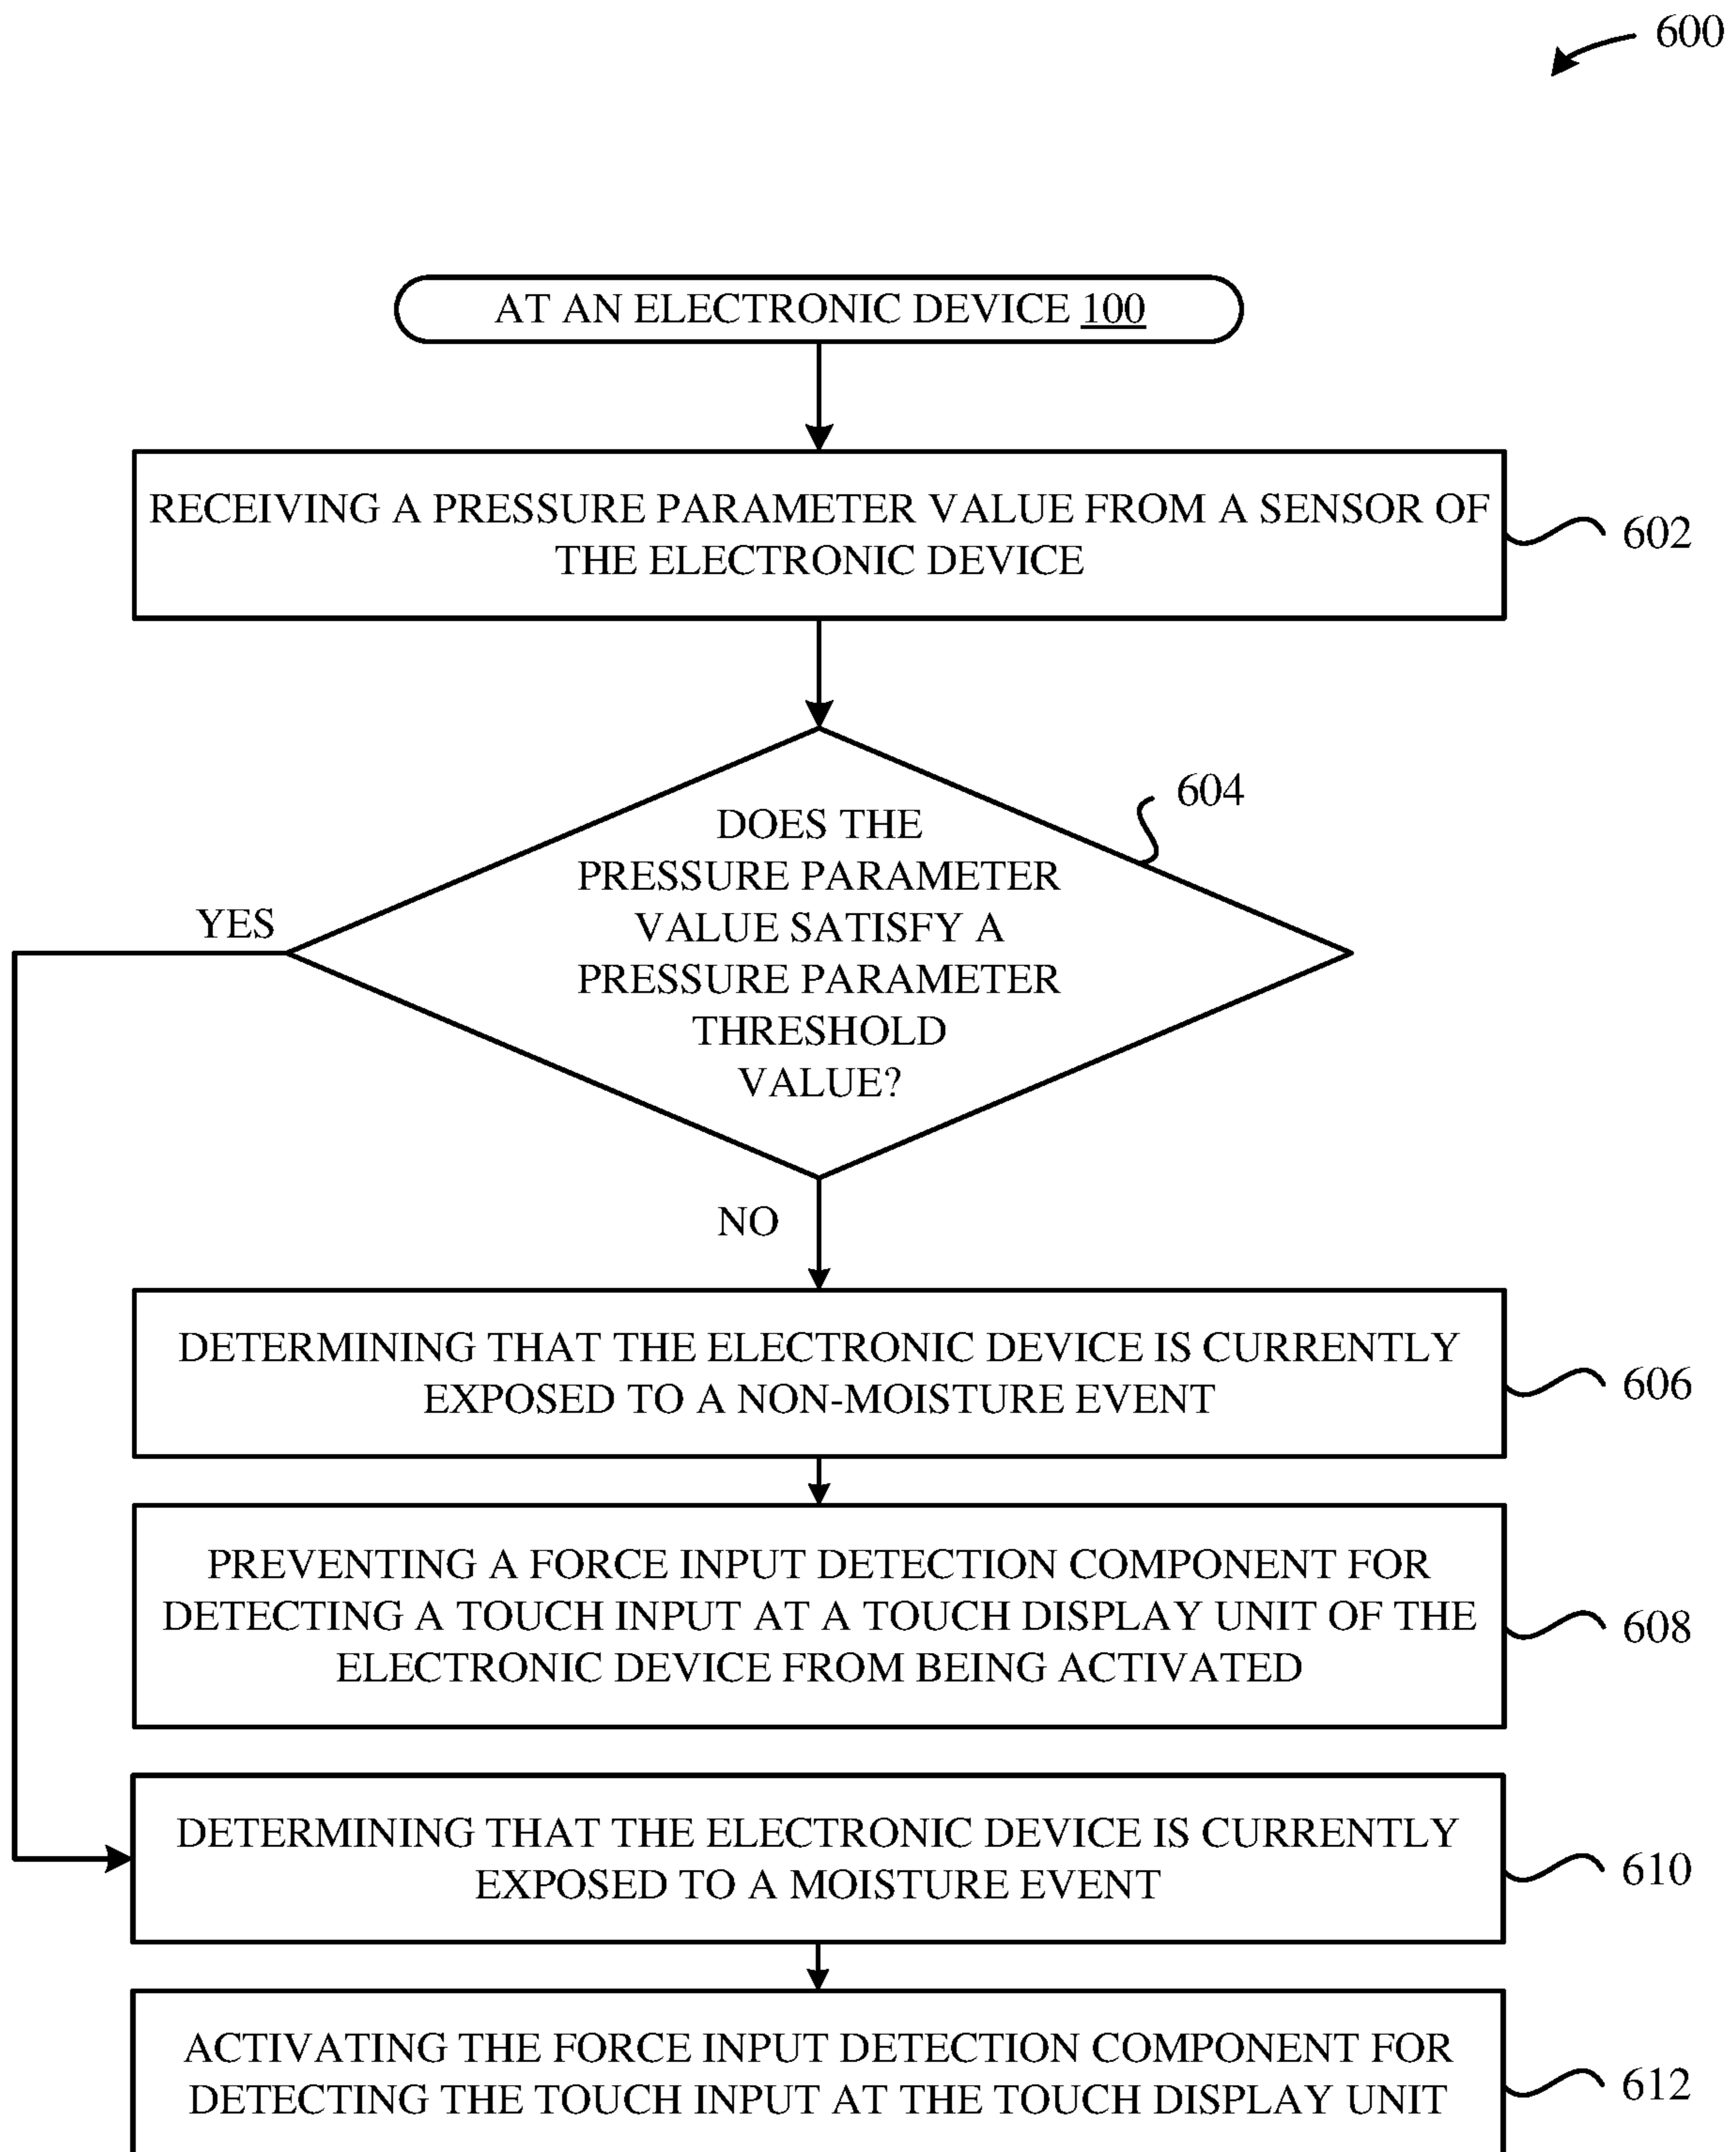 600
AT AN ELECTRONIC DEVICE 100
RECEIVING A PRESSURE PARAMETER VALUE FROM A SENSOR OF
THE ELECTRONIC DEVICE
602
604
DOES THE
PRESSURE PARAMETER
VALUE SATISFY A
PRESSURE PARAMETER
THRESHOLD
VALUE?
YES
NO
DETERMINING THAT THE ELECTRONIC DEVICE IS CURRENTLY
EXPOSED TO A NON-MOISTURE EVENT
606
PREVENTING A FORCE INPUT DETECTION COMPONENT FOR
DETECTING A TOUCH INPUT AT A TOUCH DISPLAY UNIT OF THE
ELECTRONIC DEVICE FROM BEING ACTIVATED
608
DETERMINING THAT THE ELECTRONIC DEVICE IS CURRENTLY
EXPOSED TO A MOISTURE EVENT
610
ACTIVATING THE FORCE INPUT DETECTION COMPONENT FOR
DETECTING THE TOUCH INPUT AT THE TOUCH DISPLAY UNIT
612